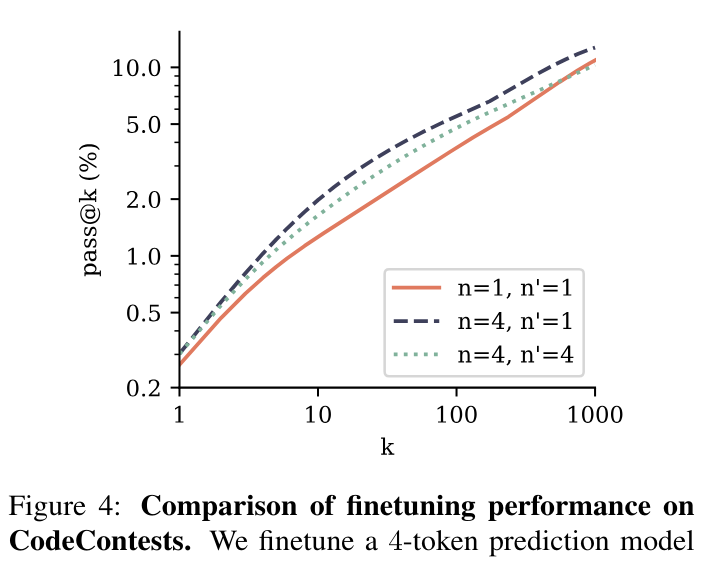 10.0
5.0
2.0
1.0
0.5
0.2
pass@k (%)
n=1, n'=1
n=4, n'=1
n=4, n'=4
1 10 100 1000
k
Figure 4: Comparison of finetuning performance on
CodeContests. We finetune a 4-token prediction model